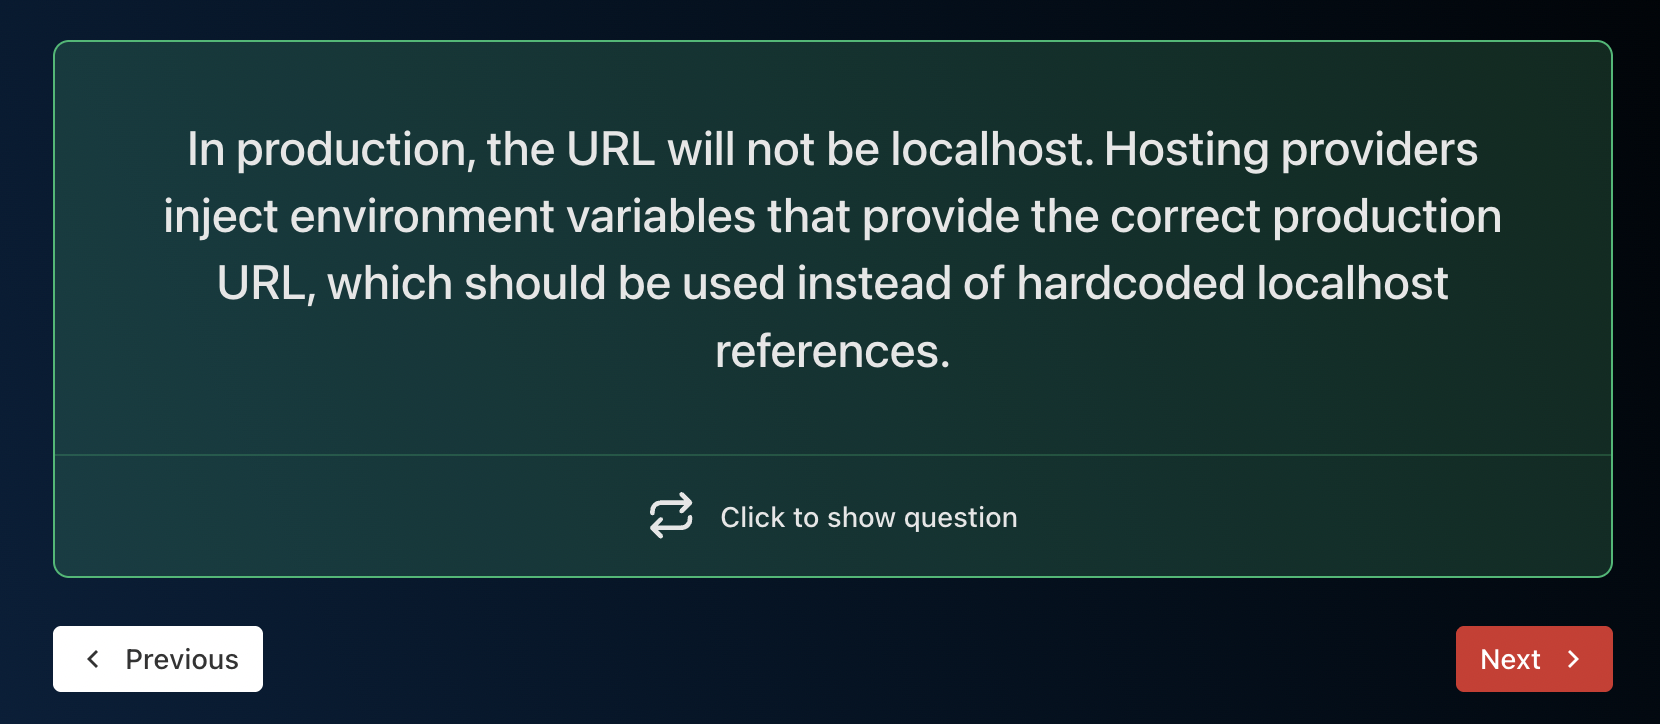 In production, the URL will not be localhost. Hosting providers
inject environment variables that provide the correct production
URL, which should be used instead of hardcoded localhost
references.
Click to show question
Previous
Next